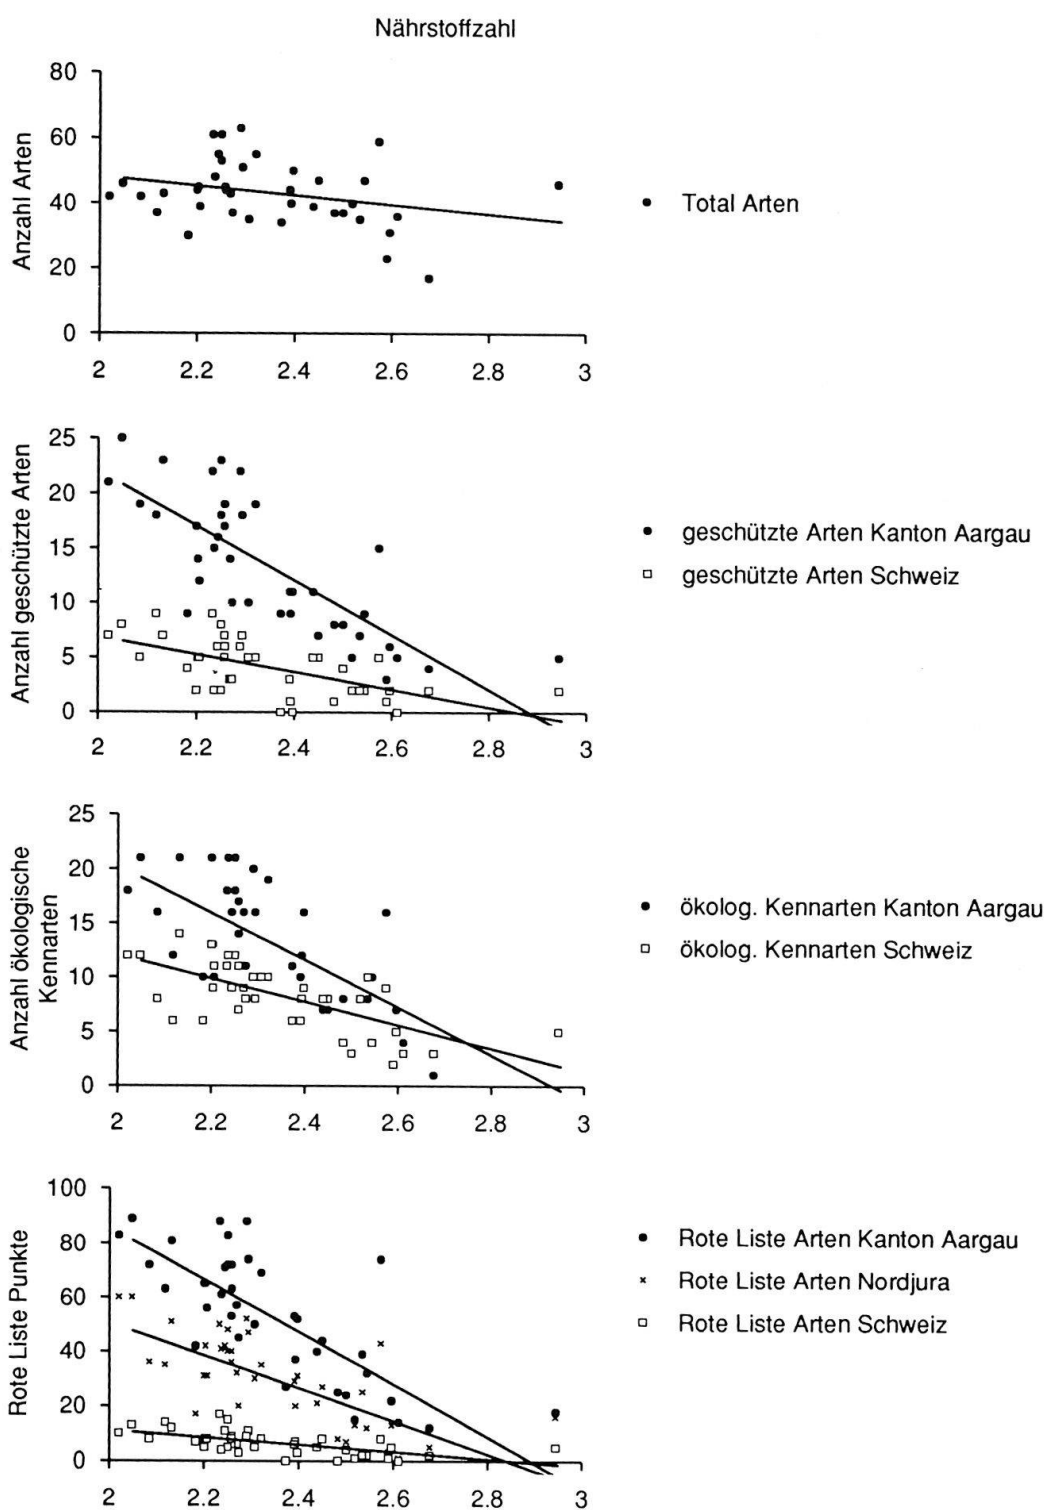 Nährstoffzahl
Anzahl Arten
80
60
40
20
0
2 2.2 2.4 2.6 2.8 3
Total Arten
Anzahl geschützte Arten
25
20
15
10
5
0
2 2.2 2.4 2.6 2.8 3
geschützte Arten Kanton Aargau
geschützte Arten Schweiz
Anzahl ökologische
Kennarten
25
20
15
10
5
0
2 2.2 2.4 2.6 2.8 3
ökolog. Kennarten Kanton Aargau
ökolog. Kennarten Schweiz
Rote Liste Punkte
100
80
60
40
20
0
2 2.2 2.4 2.6 2.8 3
Rote Liste Arten Kanton Aargau
Rote Liste Arten Nordjura
Rote Liste Arten Schweiz